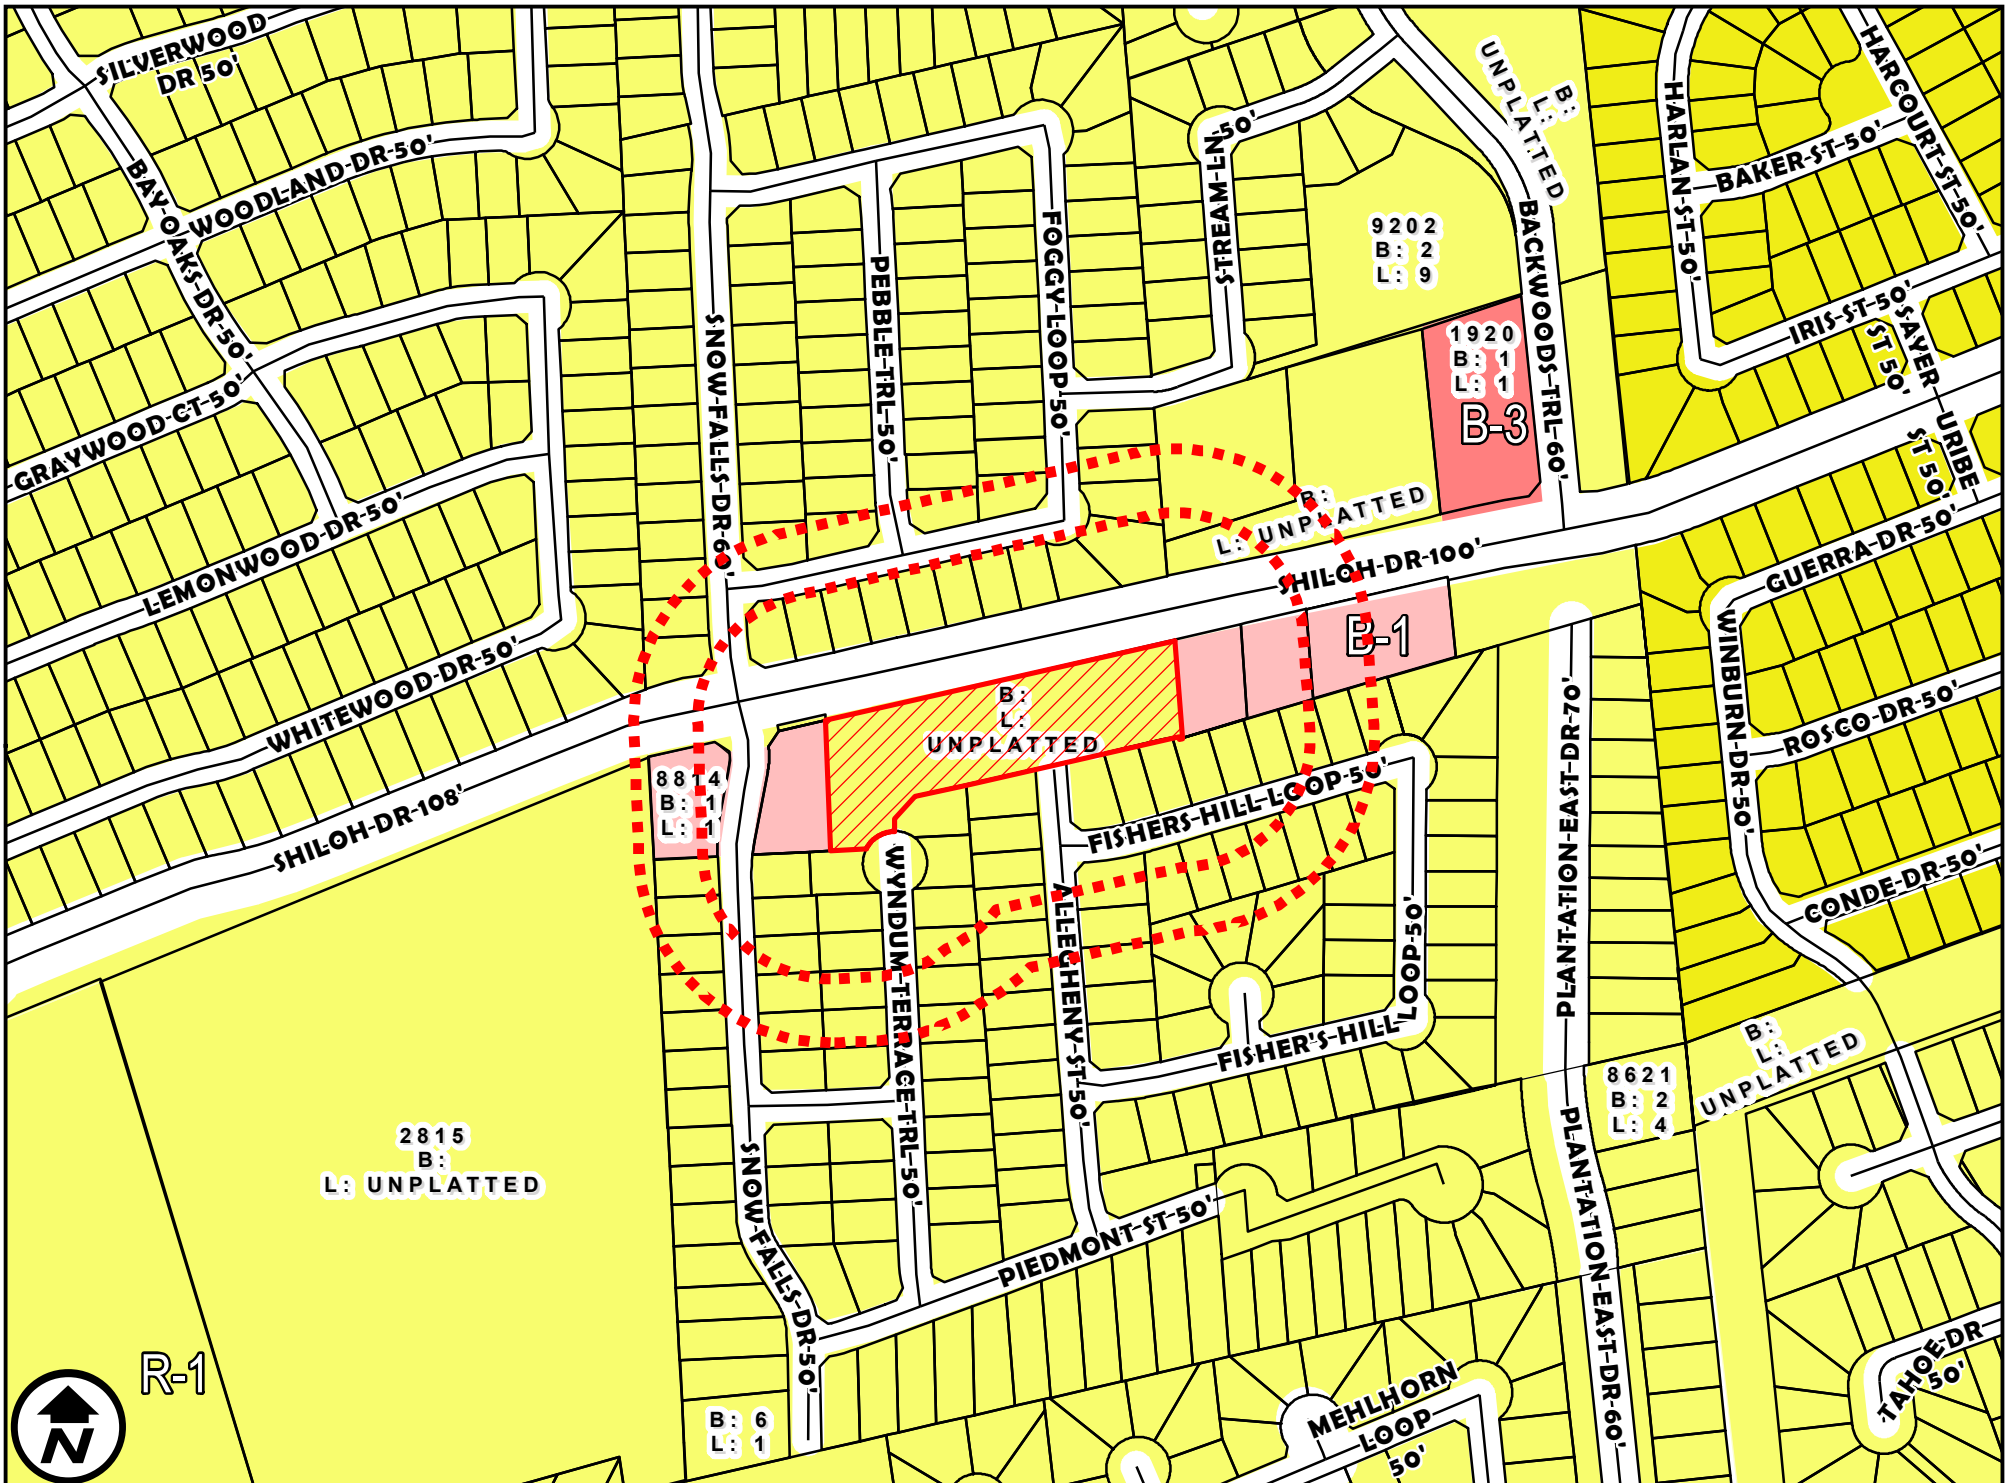 SILVERWOOD
DR 50'
WOODLAND-DR-50'
BAY-OAKS-DR-50'
GRAYWOOD-CT-50'
LEMONWOOD-DR-50'
WHITEWOOD-DR-50'
SHILOH-DR-108'
SNOW-FALLS-DR-60'
PEBBLE-TRL-50'
FOGGY-LOOP-50'
STREAM-LN-50'
BACKWOODS-TRL-60'
B:
L:
UNPLATTED
9202
B: 2
L: 9
1920
B: 1
L: 1
B-3
HARLAN-ST-50'
HARCOURT-ST-50'
BAKER-ST-50'
IRIS-ST-50'
SAYER
ST 50'
URIBE
ST 50'
GUERRA-DR-50'
WINBURN-DR-50'
ROSCO-DR-50'
CONDE-DR-50'
B:
L: UNPLATTED
SHILOH-DR-100'
B-1
B:
L:
UNPLATTED
8814
B: 1
L: 1
FISHERS-HILL-LOOP-50'
WYNDUM-TERRACE-TRL-50'
ALLEGHENY-ST-50'
LOOP-50'
FISHER'S-HILL
PLANTATION-EAST-DR-70'
8621
B: 2
L: 4
B:
L:
UNPLATTED
PLANTATION-EAST-DR-60'
2815
B:
L: UNPLATTED
SNOW-FALLS-DR-50'
PIEDMONT-ST-50'
R-1
N
B: 6
L: 1
MEHLHORN
LOOP
50'
TAHOE-DR
50'